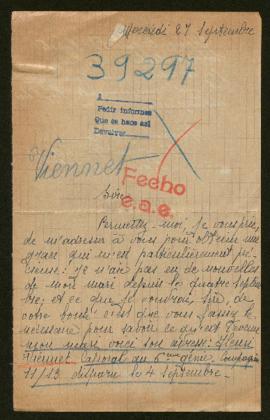 Mercredi 27 Septembre
39297
A
Pedir informes
Que se hace así
Devolver
Viennet
Fecho
e.a.e.
Sire
Permettez-moi, je vous prie,
de m'adresser à vous pour obtenir une
grâce qui m'est particulièrement pré-
cieuse: je n'ai pas eu de nouvelles
de mon mari depuis le quatre septem-
bre; et ce que je voudrais, Sire, de
votre bonté c'est que vous fassiez le
nécessaire pour savoir ce qu'est devenu
mon mari voici son adresse: Henri
Viennet Caporal au 6ème génie, Compagnie
11/13 disparu le 4 Septembre.